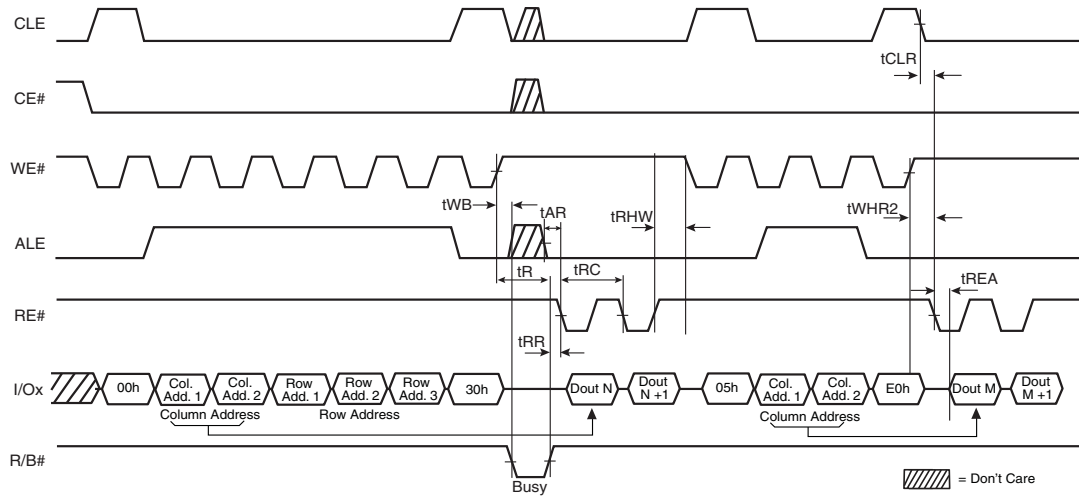 CLE
tCLR
CE#
WE#
tWB
tAR
tRHW
tWHR2
ALE
tR
tRC
tREA
RE#
tRR
I/Ox
00h
Col.
Add. 1
Col.
Add. 2
Row
Add. 1
Row
Add. 2
Row
Add. 3
30h
Dout N
Dout
N +1
05h
Col.
Add. 1
Col.
Add. 2
E0h
Dout M
Dout
M +1
Column Address
Row Address
Column Address
R/B#
Busy
= Don't Care